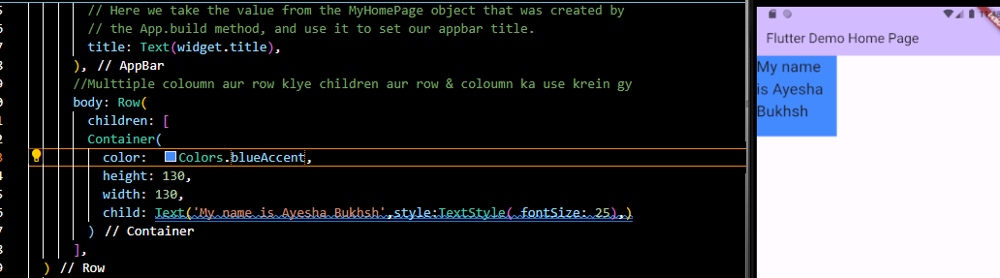 // Here we take the value from the MyHomePage object that was created by
// the App.build method, and use it to set our appbar title.
title: Text(widget.title),
), // AppBar
//Multtiple coloumn aur row klye children aur row & coloumn ka use krein gy
body: Row(
children: [
Container(
color: Colors.blueAccent,
height: 130,
width: 130,
child: Text('My name is Ayesha Bukhsh',style:TextStyle( fontSize: 25),)
) // Container
],
) // Row
Flutter Demo Home Page
My name
is Ayesha
Bukhsh